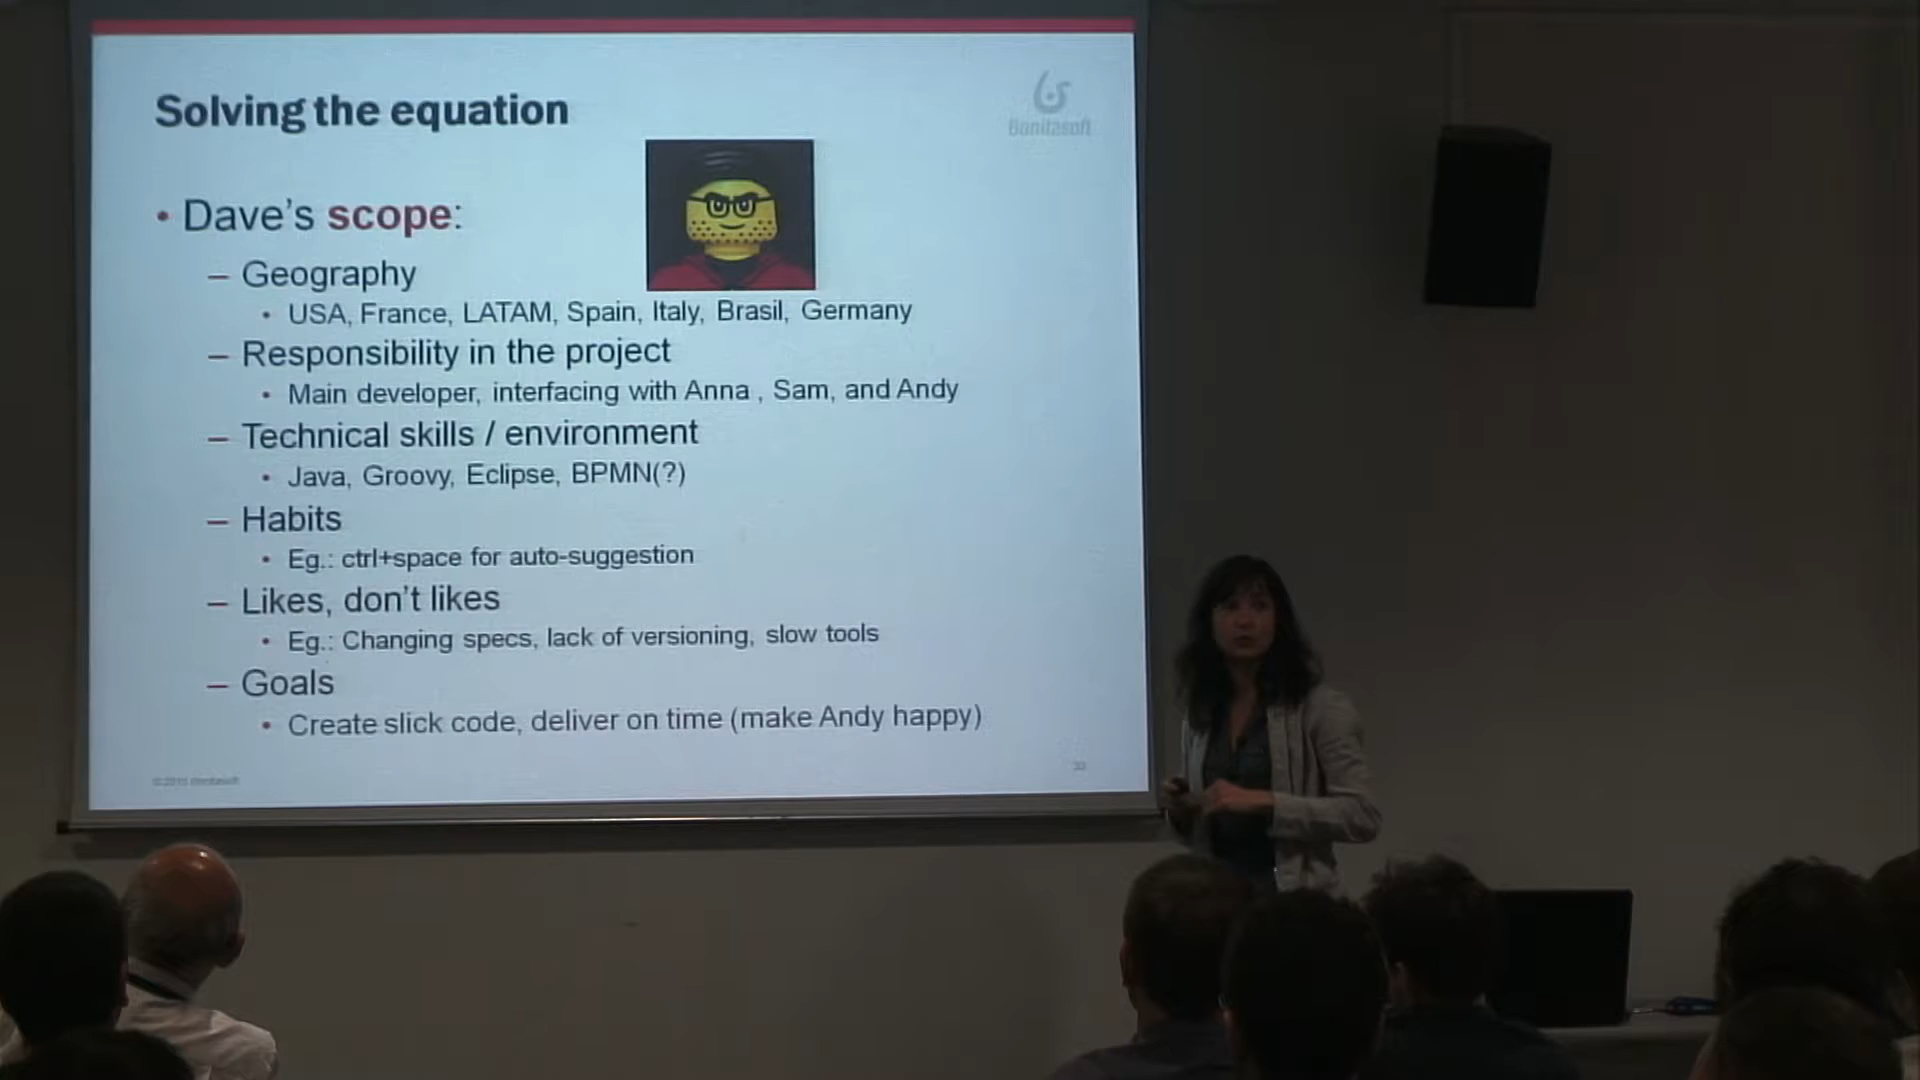 Solving the equation
Bonitasoft
• Dave's scope:
– Geography
• USA, France, LATAM, Spain, Italy, Brasil, Germany
– Responsibility in the project
• Main developer, interfacing with Anna , Sam, and Andy
– Technical skills / environment
• Java, Groovy, Eclipse, BPMN(?)
– Habits
• Eg.: ctrl+space for auto-suggestion
– Likes, don't likes
• Eg.: Changing specs, lack of versioning, slow tools
– Goals
• Create slick code, deliver on time (make Andy happy)